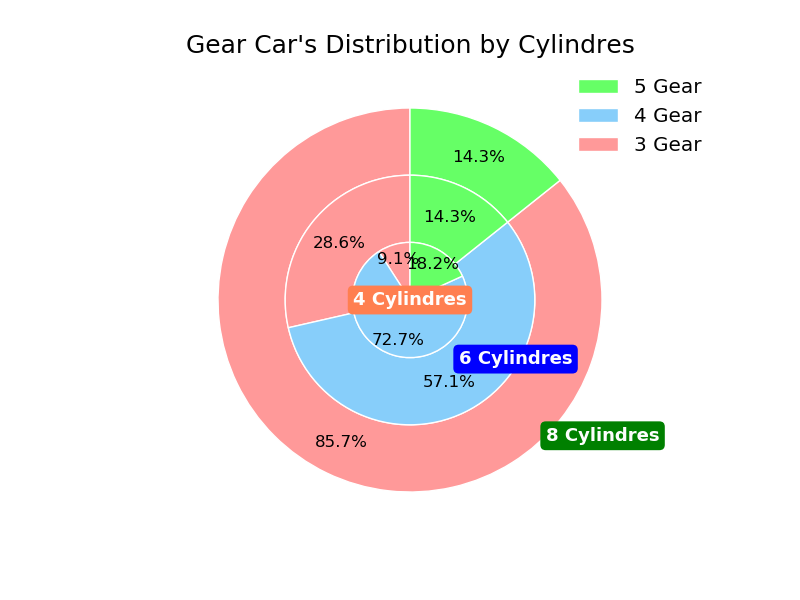 Gear Car's Distribution by Cylindres
5 Gear
4 Gear
3 Gear
14.3%
14.3%
28.6%
9.1%
18.2%
4 Cylindres
72.7%
6 Cylindres
57.1%
8 Cylindres
85.7%